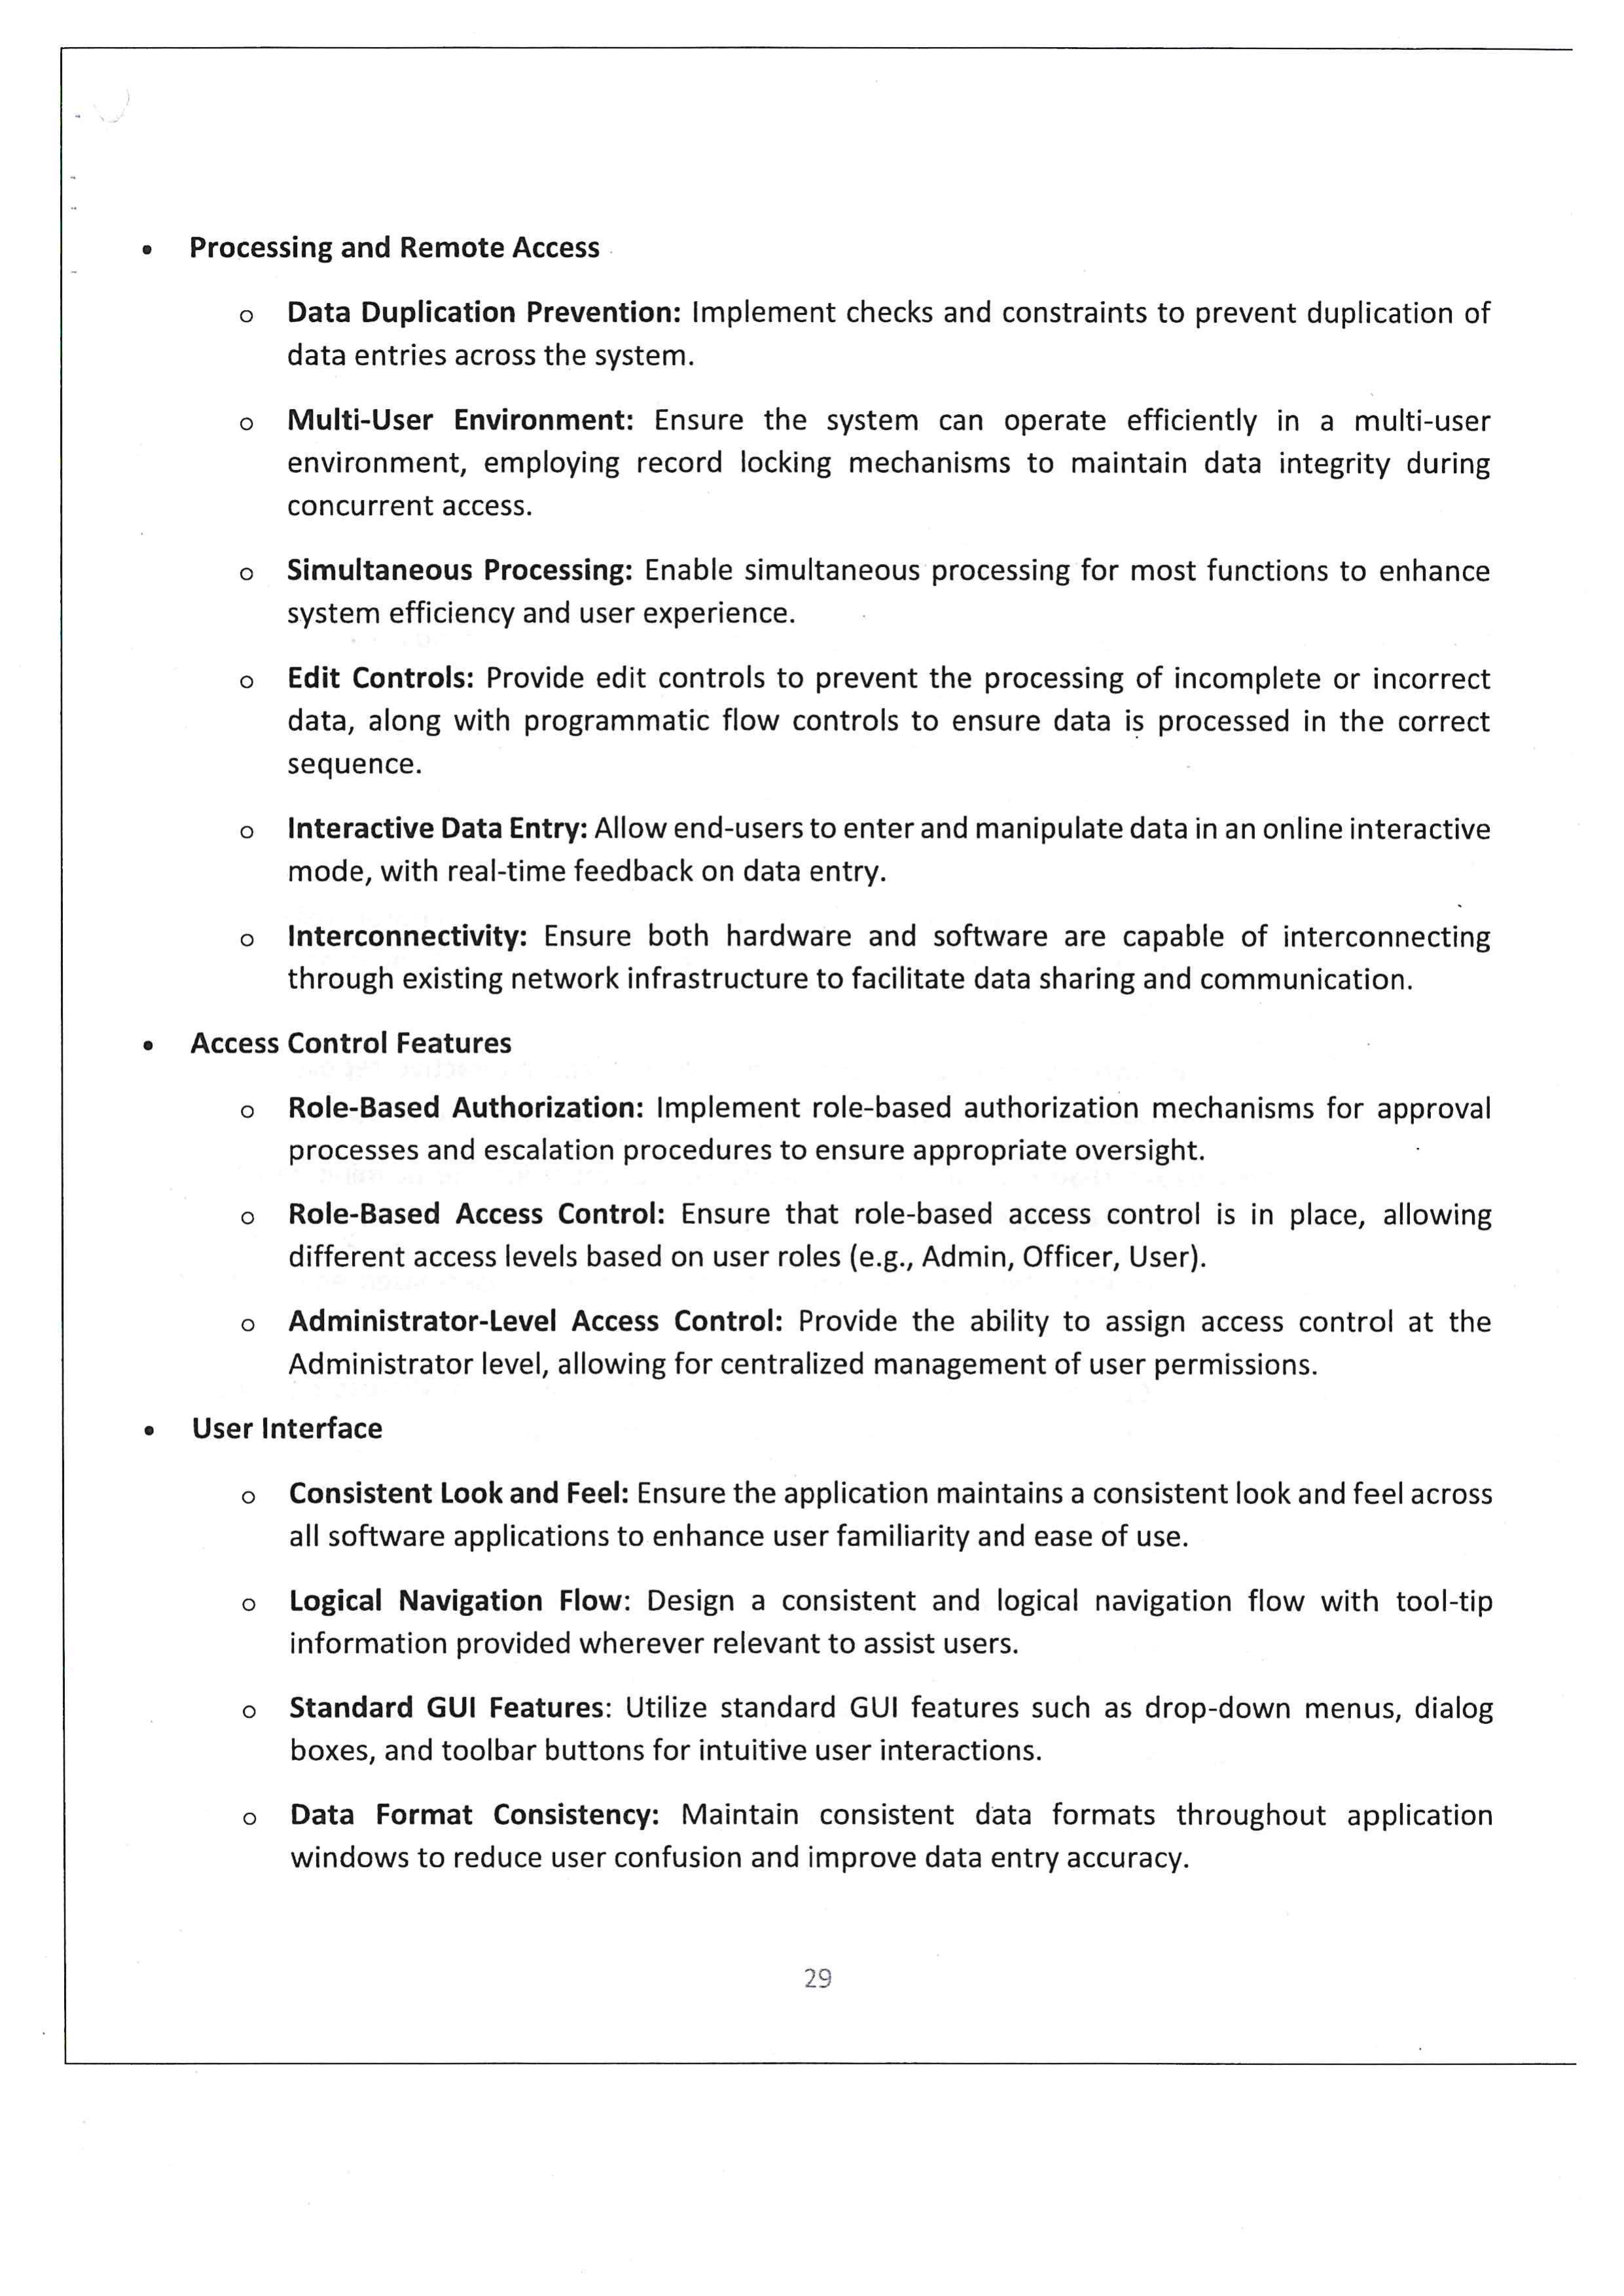 • Processing and Remote Access
o Data Duplication Prevention: Implement checks and constraints to prevent duplication of
data entries across the system.
o Multi-User Environment: Ensure the system can operate efficiently in a multi-user
environment, employing record locking mechanisms to maintain data integrity during
concurrent access.
o Simultaneous Processing: Enable simultaneous processing for most functions to enhance
system efficiency and user experience.
o Edit Controls: Provide edit controls to prevent the processing of incomplete or incorrect
data, along with programmatic flow controls to ensure data is processed in the correct
sequence.
o Interactive Data Entry: Allow end-users to enter and manipulate data in an online interactive
mode, with real-time feedback on data entry.
o Interconnectivity: Ensure both hardware and software are capable of interconnecting
through existing network infrastructure to facilitate data sharing and communication.
• Access Control Features
o Role-Based Authorization: Implement role-based authorization mechanisms for approval
processes and escalation procedures to ensure appropriate oversight.
o Role-Based Access Control: Ensure that role-based access control is in place, allowing
different access levels based on user roles (e.g., Admin, Officer, User).
o Administrator-Level Access Control: Provide the ability to assign access control at the
Administrator level, allowing for centralized management of user permissions.
• User Interface
o Consistent Look and Feel: Ensure the application maintains a consistent look and feel across
all software applications to enhance user familiarity and ease of use.
o Logical Navigation Flow: Design a consistent and logical navigation flow with tool-tip
information provided wherever relevant to assist users.
o Standard GUI Features: Utilize standard GUI features such as drop-down menus, dialog
boxes, and toolbar buttons for intuitive user interactions.
o Data Format Consistency: Maintain consistent data formats throughout application
windows to reduce user confusion and improve data entry accuracy.
29